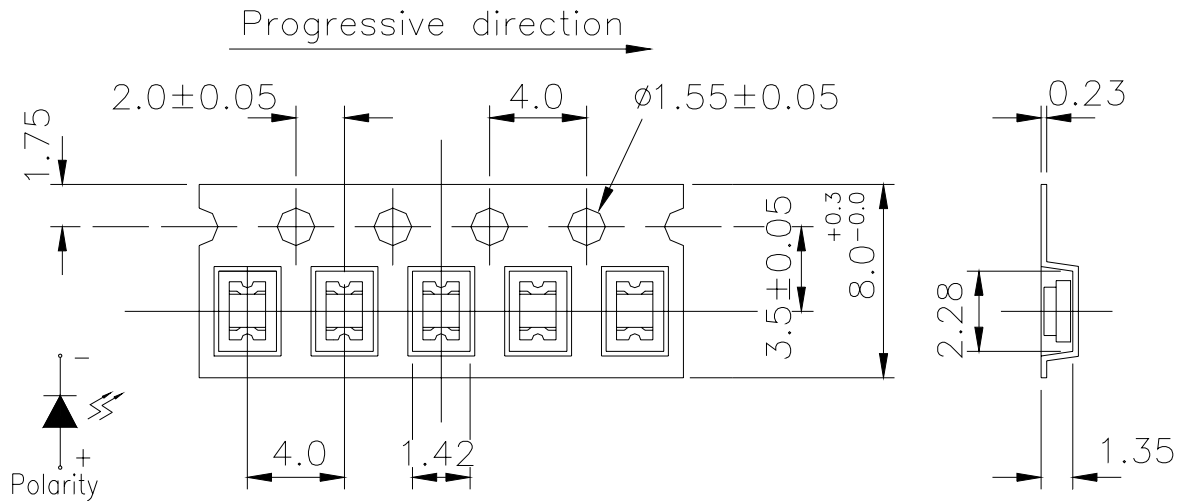 Progressive direction
2.0±0.05
4.0
ø1.55±0.05
0.23
1.75
3.5±0.05
8.0 +0.3 -0.0
2.28
−
+
Polarity
4.0
1.42
1.35